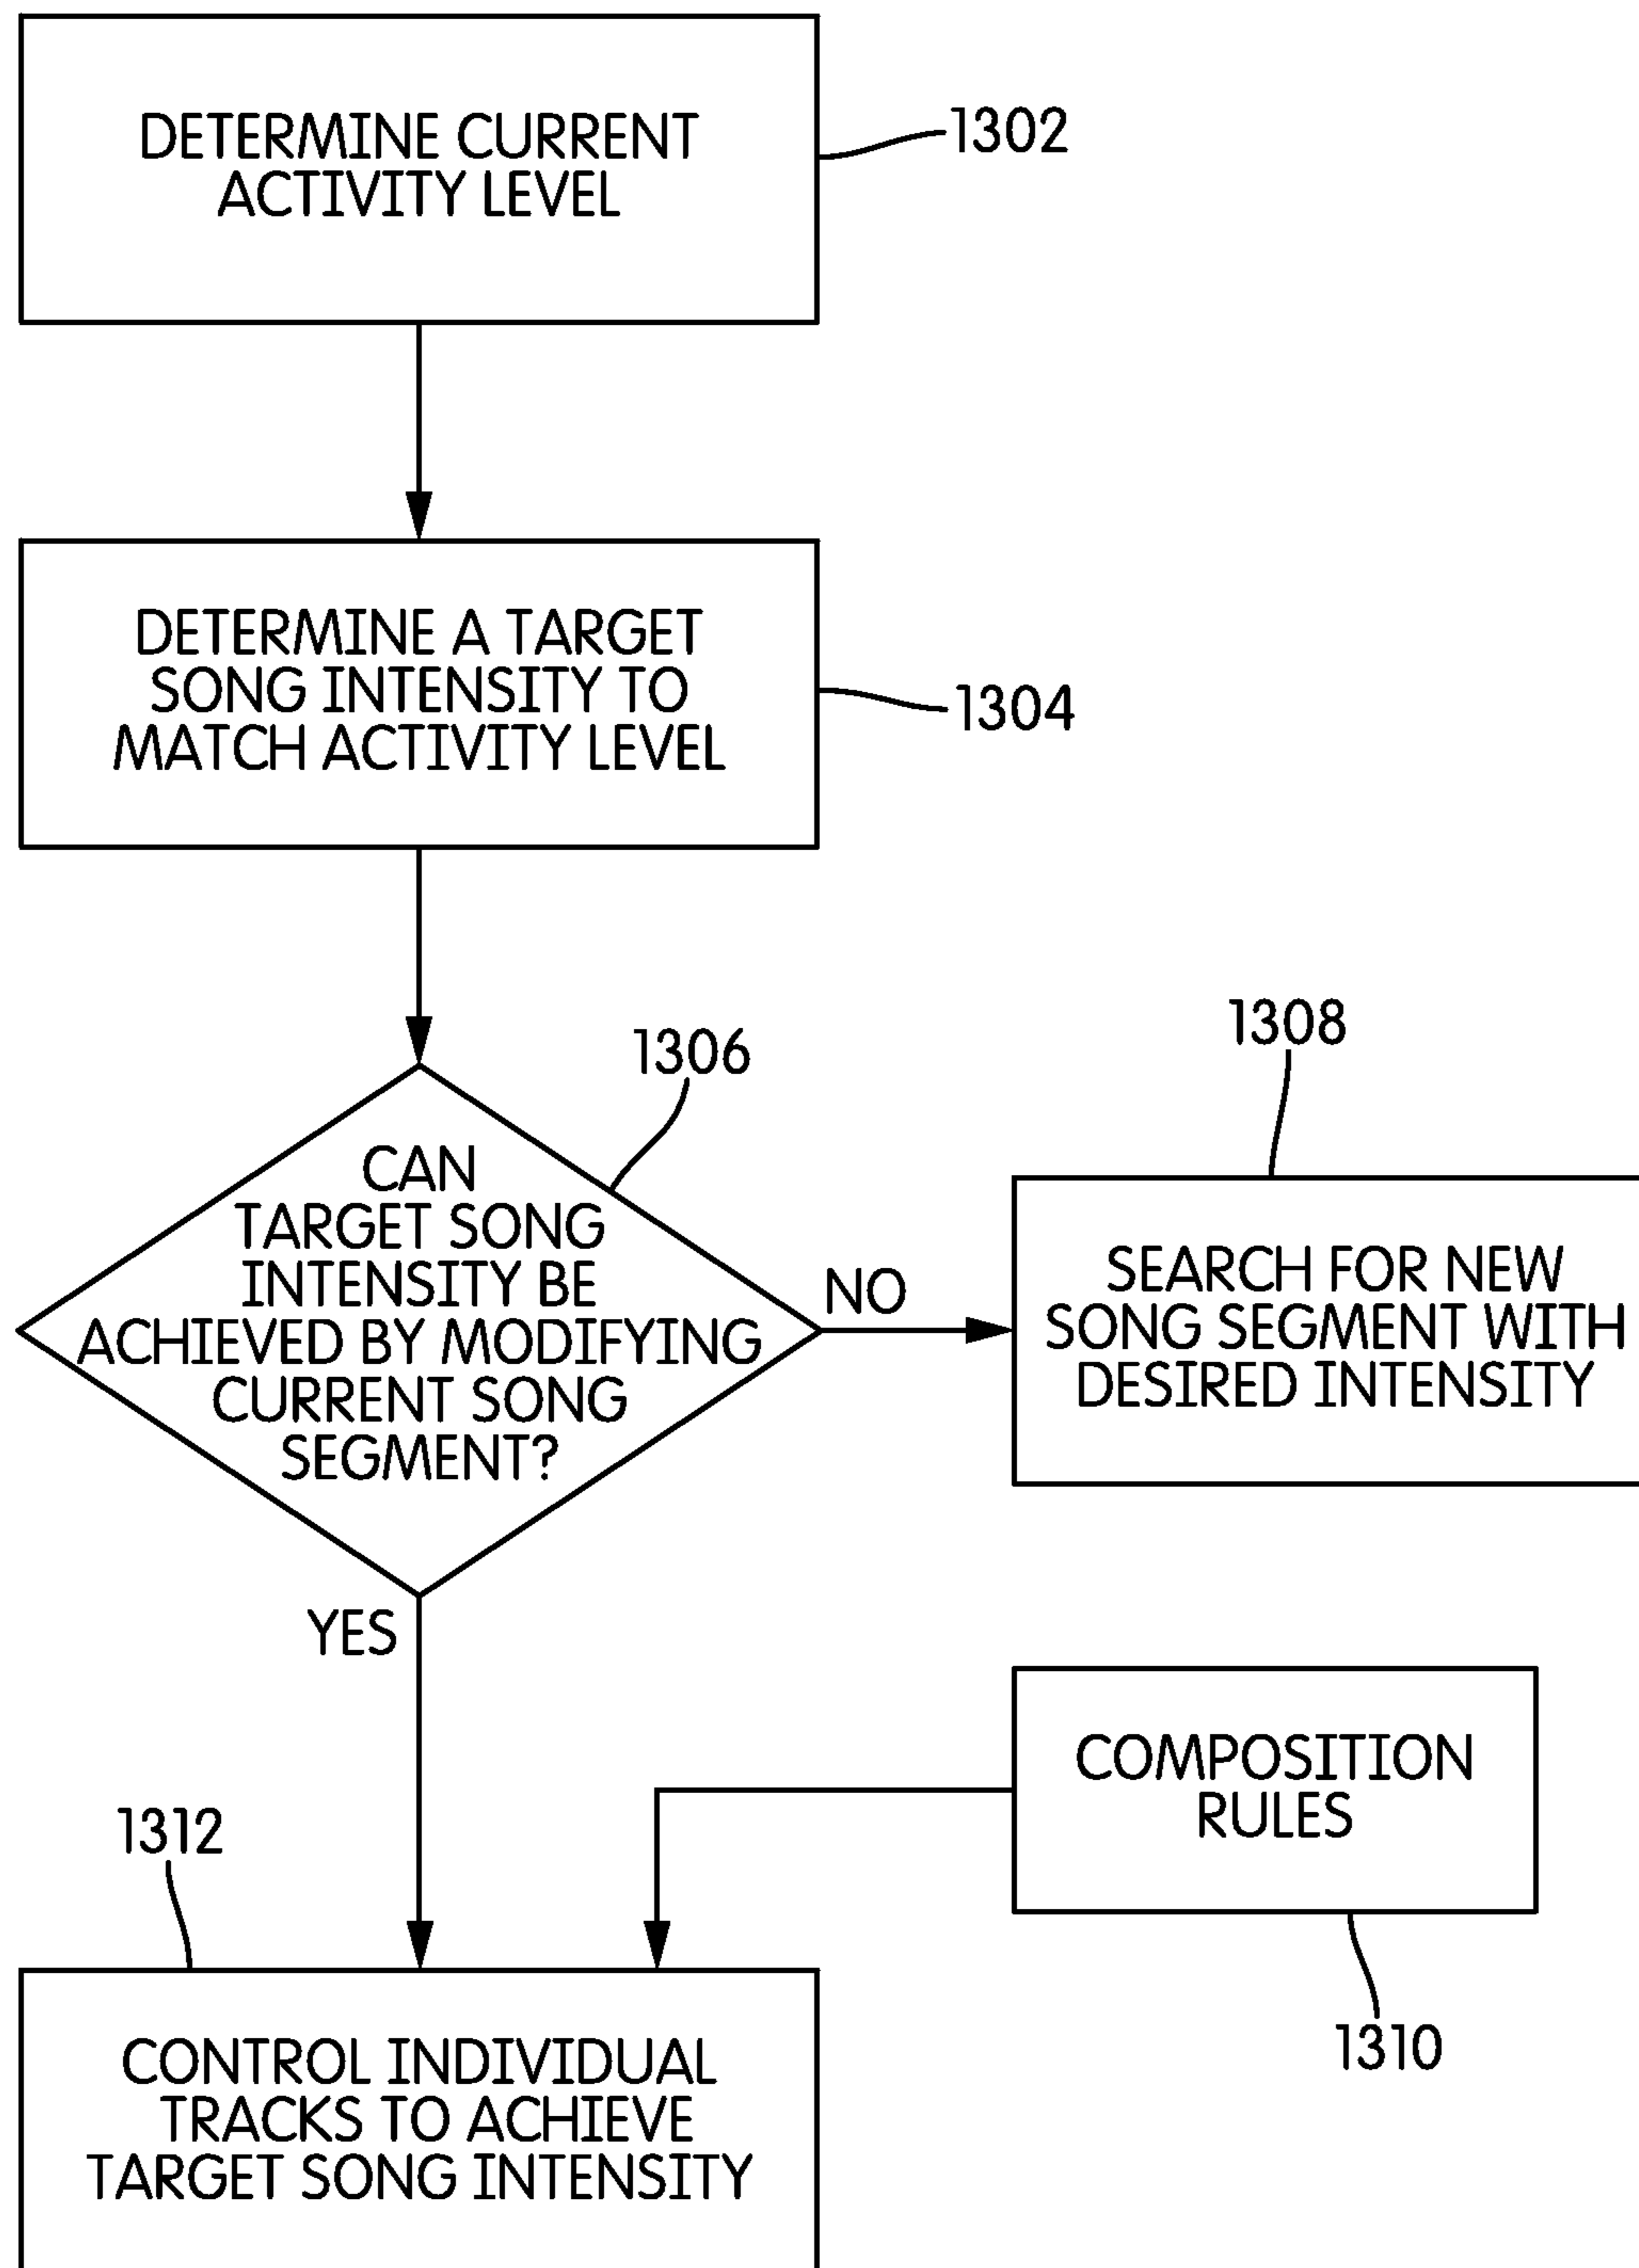 DETERMINE CURRENT
ACTIVITY LEVEL
1302
DETERMINE A TARGET
SONG INTENSITY TO
MATCH ACTIVITY LEVEL
1304
1306
CAN
TARGET SONG
INTENSITY BE
ACHIEVED BY MODIFYING
CURRENT SONG
SEGMENT?
NO
1308
SEARCH FOR NEW
SONG SEGMENT WITH
DESIRED INTENSITY
YES
COMPOSITION
RULES
1310
1312
CONTROL INDIVIDUAL
TRACKS TO ACHIEVE
TARGET SONG INTENSITY